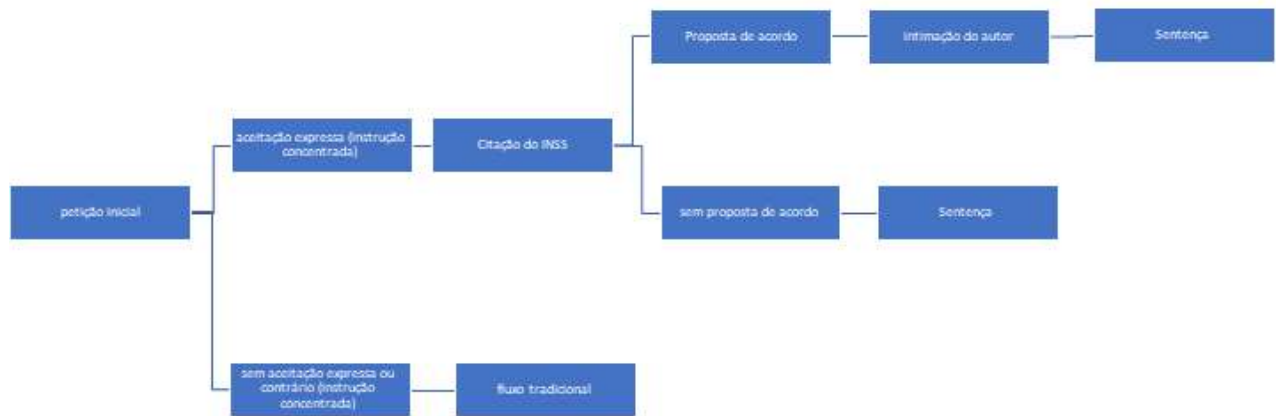 Proposta de acordo
Intimação do autor
Sentença
aceitação expressa (instrução
concentrada)
Citação do INSS
petição inicial
sem proposta de acordo
Sentença
sem aceitação expressa ou
contrário (instrução
concentrada)
fluxo tradicional